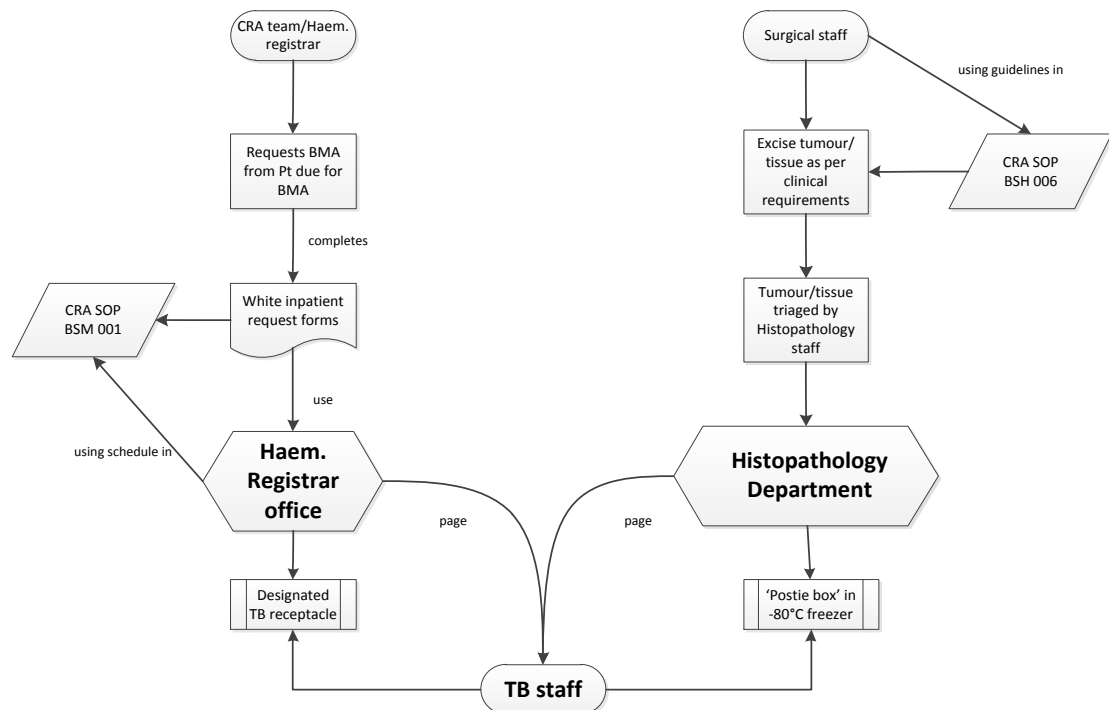 CRA team/Haem.
registrar
Surgical staff
using guidelines in
Requests BMA
from Pt due for
BMA
Excise tumour/
tissue as per
clinical
requirements
CRA SOP
BSH 006
completes
CRA SOP
BSM 001
White inpatient
request forms
Tumour/tissue
triaged by
Histopathology
staff
use
using schedule in
Haem.
Registrar
office
Histopathology
Department
page
page
Designated
TB receptacle
‘Postie box’ in
-80°C freezer
TB staff